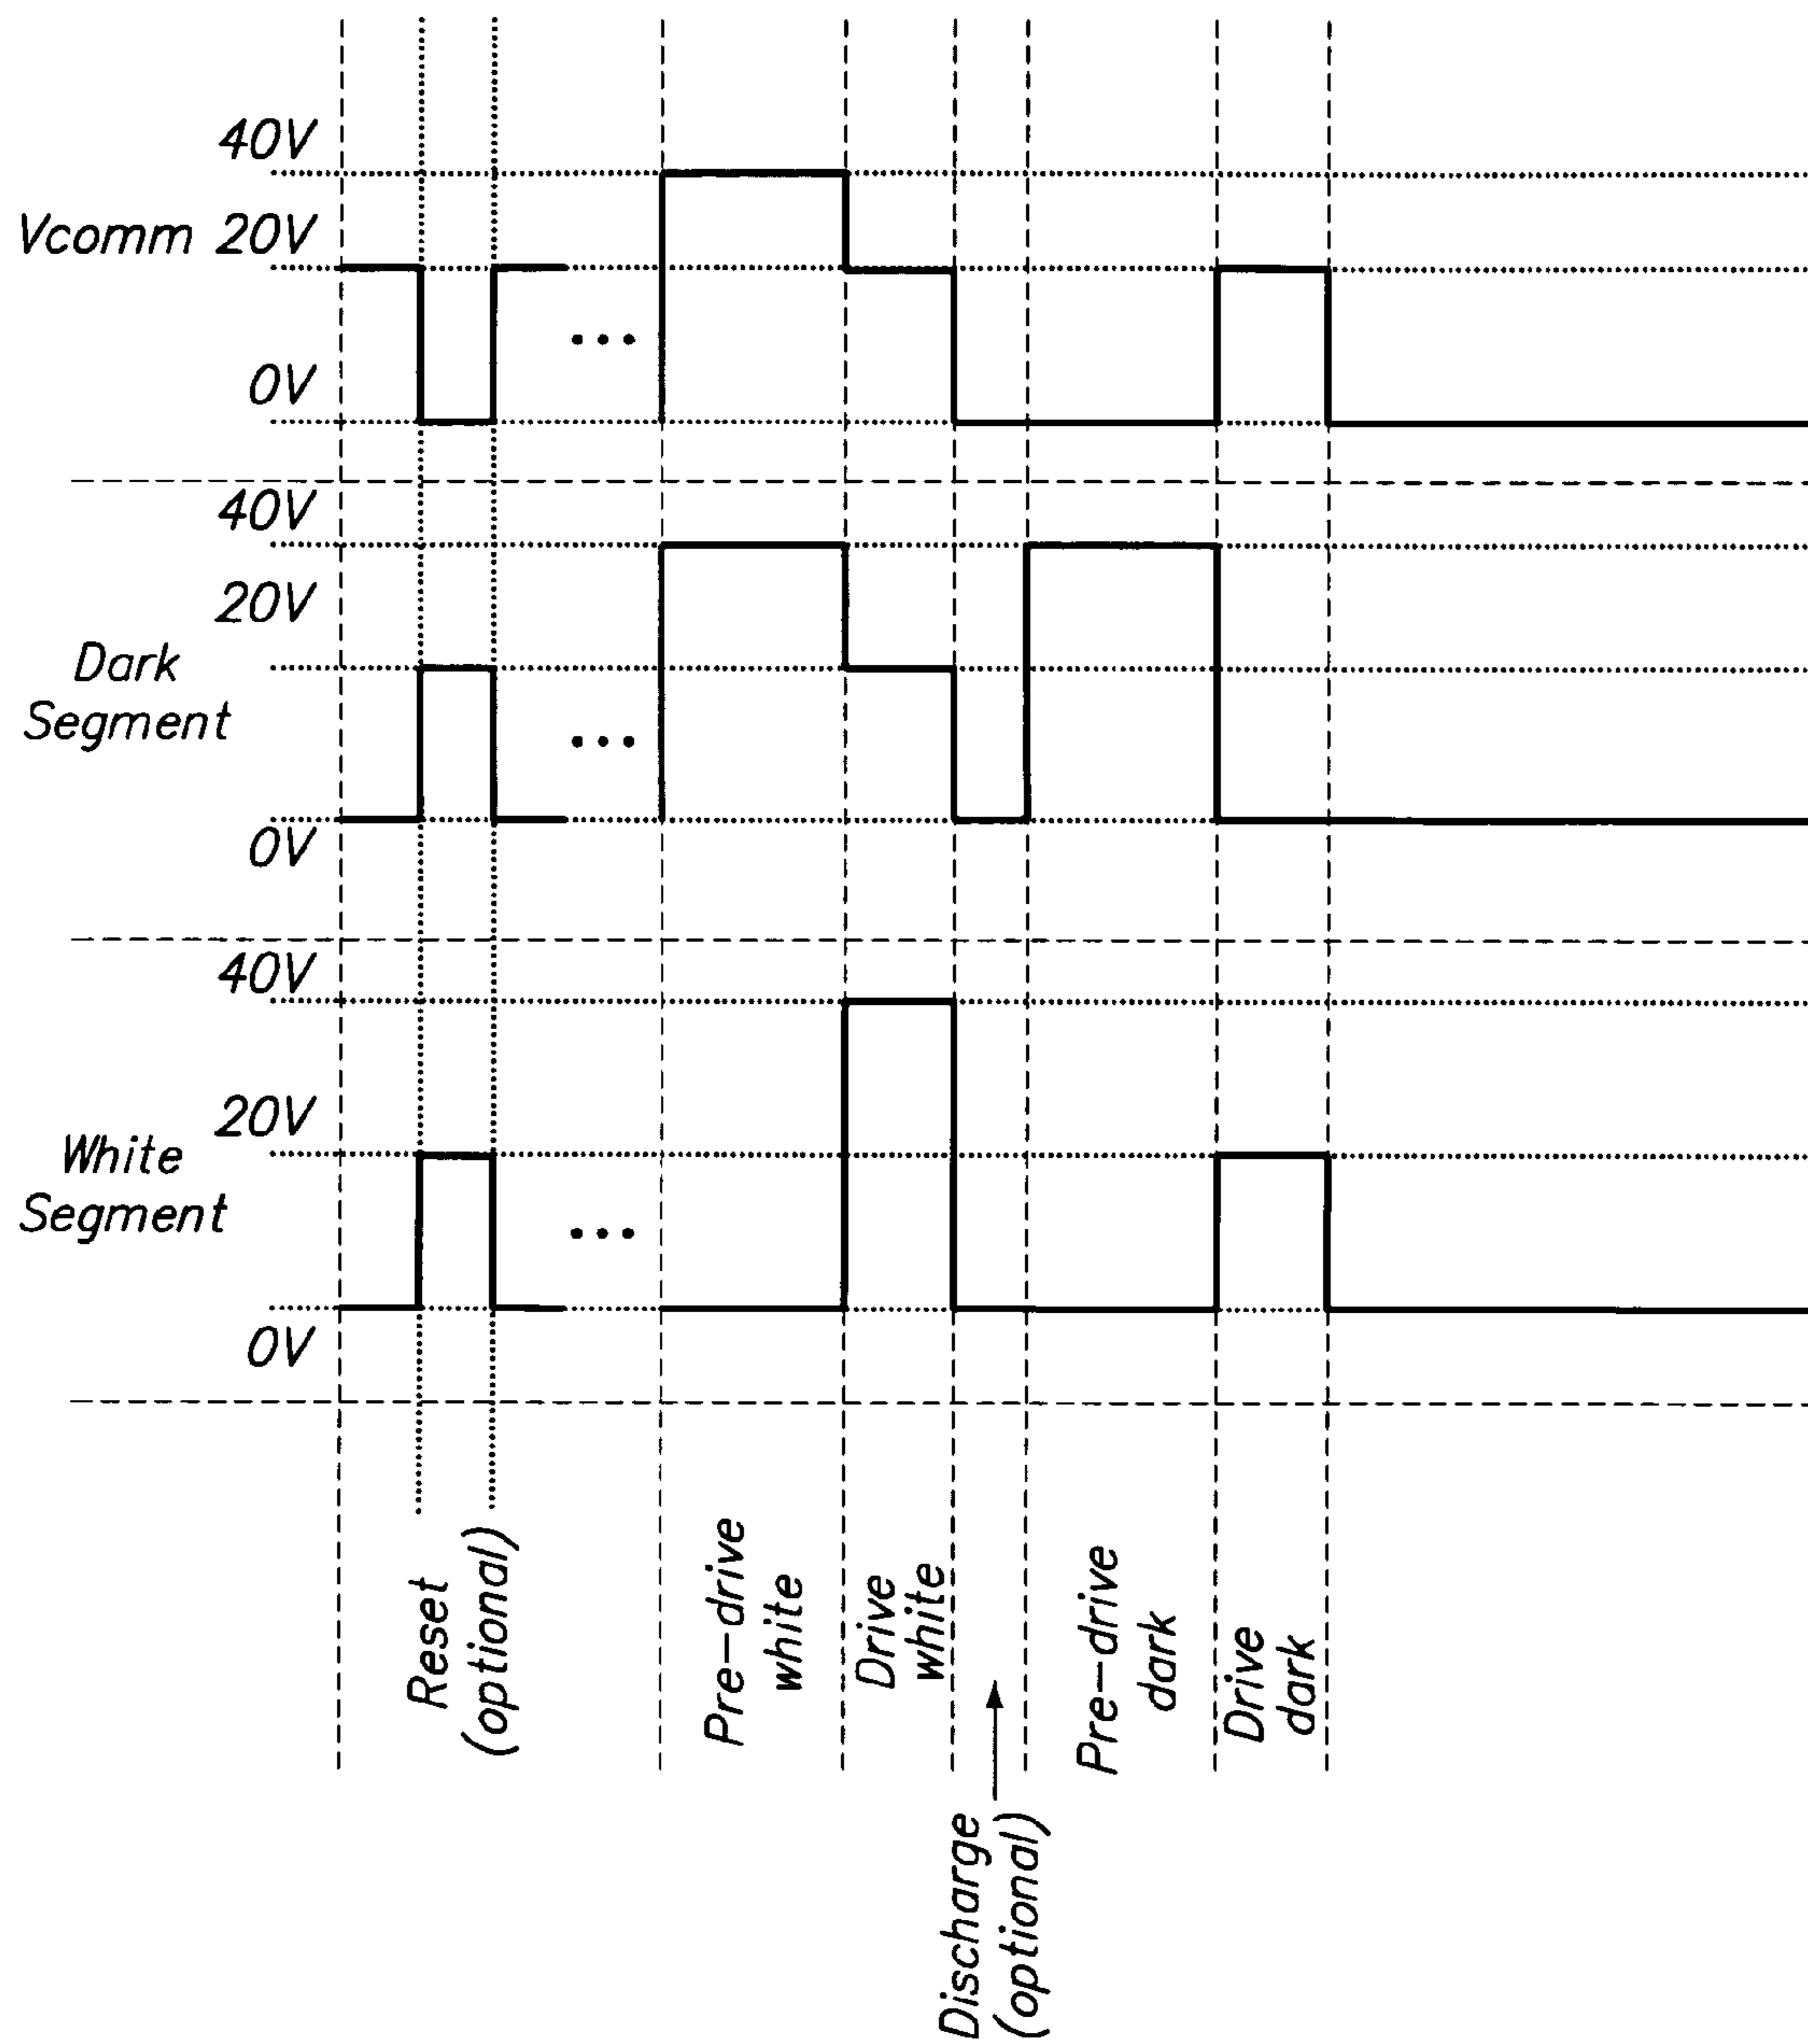 40V
Vcomm 20V
0V
40V
20V
Dark
Segment
0V
40V
20V
White
Segment
0V
Reset
(optional)
Pre-drive
white
Drive
white
Discharge
(optional)
Pre-drive
dark
Drive
dark